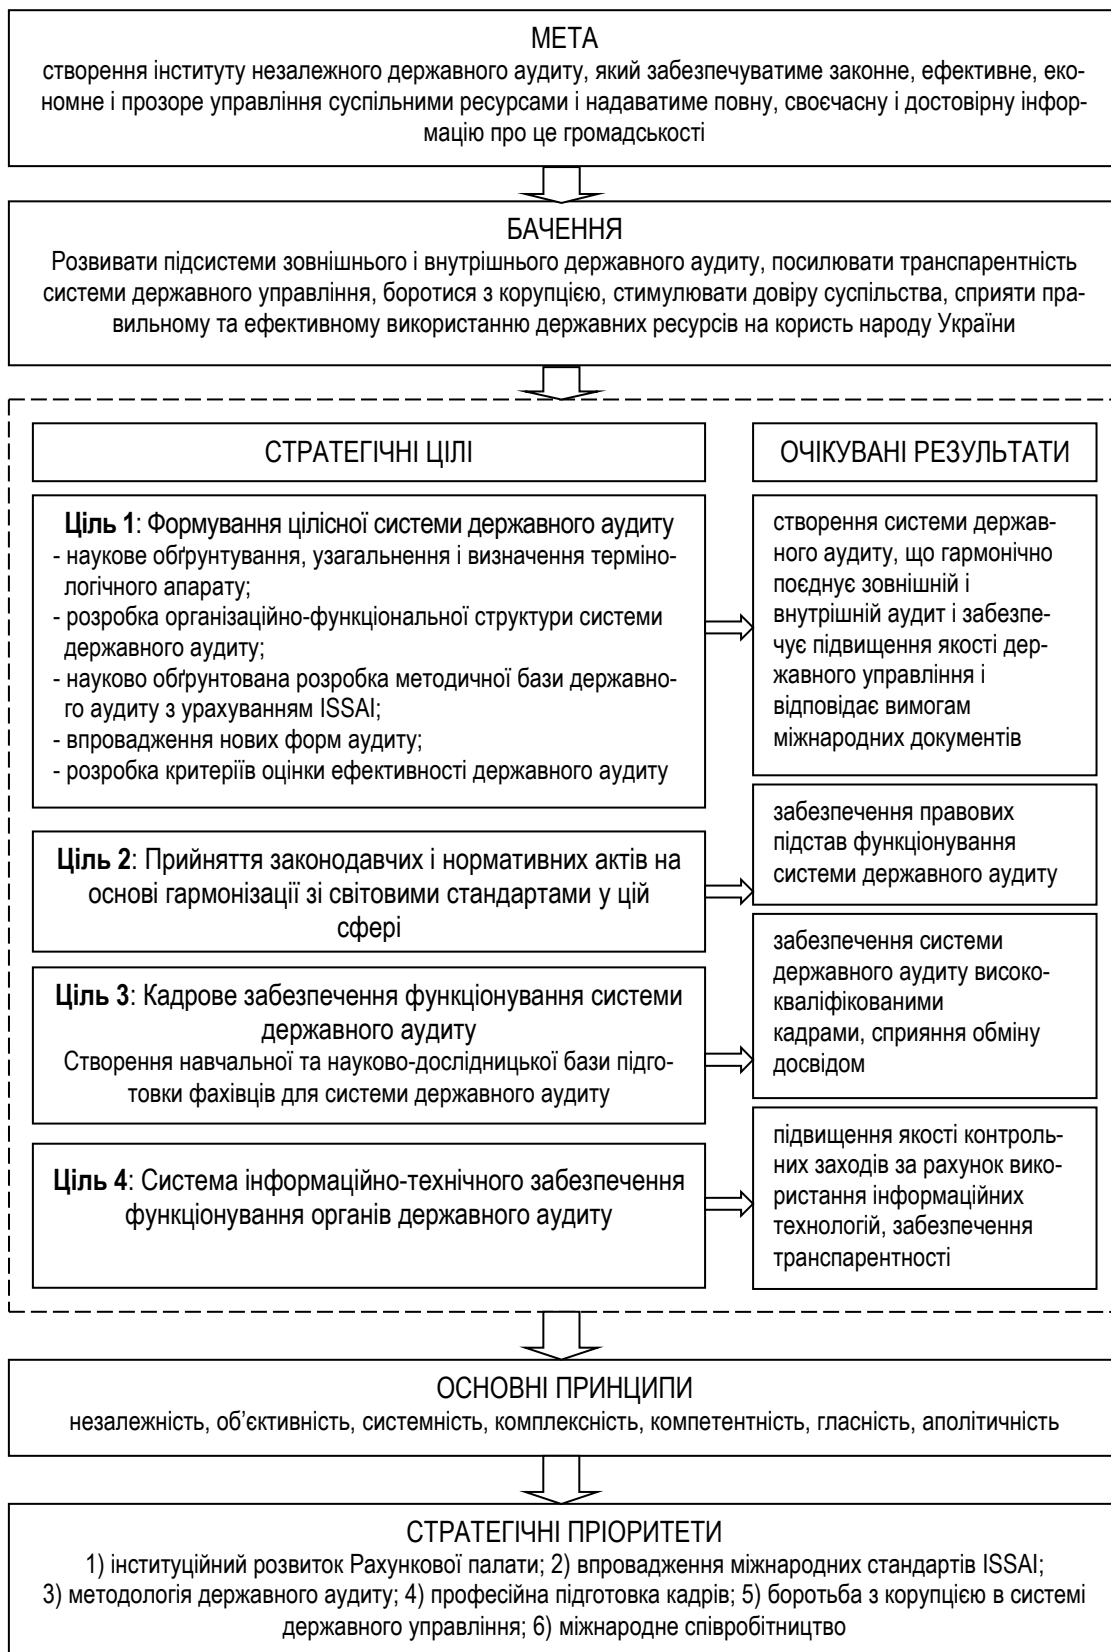 МЕТА
створення інституту незалежного державного аудиту, який забезпечуватиме законне, ефективне, еко-
номне і прозоре управління суспільними ресурсами і надаватиме повну, своєчасну і достовірну інфор-
мацію про це громадськості
БАЧЕННЯ
Розвивати підсистеми зовнішнього і внутрішнього державного аудиту, посилювати транспарентність
системи державного управління, боротися з корупцією, стимулювати довіру суспільства, сприяти пра-
вильному та ефективному використанню державних ресурсів на користь народу України
СТРАТЕГІЧНІ ЦІЛІ
ОЧІКУВАНІ РЕЗУЛЬТАТИ
Ціль 1: Формування цілісної системи державного аудиту
- наукове обґрунтування, узагальнення і визначення терміно-
логічного апарату;
- розробка організаційно-функціональної структури системи
державного аудиту;
- науково обґрунтована розробка методичної бази державно-
го аудиту з урахуванням ISSAI;
- впровадження нових форм аудиту;
- розробка критеріїв оцінки ефективності державного аудиту
створення системи держав-
ного аудиту, що гармонічно
поєднує зовнішній і
внутрішній аудит і забезпе-
чує підвищення якості дер-
жавного управління і
відповідає вимогам
міжнародних документів
Ціль 2: Прийняття законодавчих і нормативних актів на
основі гармонізації зі світовими стандартами у цій
сфері
забезпечення правових
підстав функціонування
системи державного аудиту
Ціль 3: Кадрове забезпечення функціонування системи
державного аудиту
Створення навчальної та науково-дослідницької бази підго-
товки фахівців для системи державного аудиту
забезпечення системи
державного аудиту високо-
кваліфікованими
кадрами, сприяння обміну
досвідом
Ціль 4: Система інформаційно-технічного забезпечення
функціонування органів державного аудиту
підвищення якості контроль-
них заходів за рахунок вико-
ристання інформаційних
технологій, забезпечення
транспарентності
ОСНОВНІ ПРИНЦИПИ
незалежність, об’єктивність, системність, комплексність, компетентність, гласність, аполітичність
СТРАТЕГІЧНІ ПРІОРИТЕТИ
1) інституційний розвиток Рахункової палати; 2) впровадження міжнародних стандартів ISSAI;
3) методологія державного аудиту; 4) професійна підготовка кадрів; 5) боротьба з корупцією в системі
державного управління; 6) міжнародне співробітництво